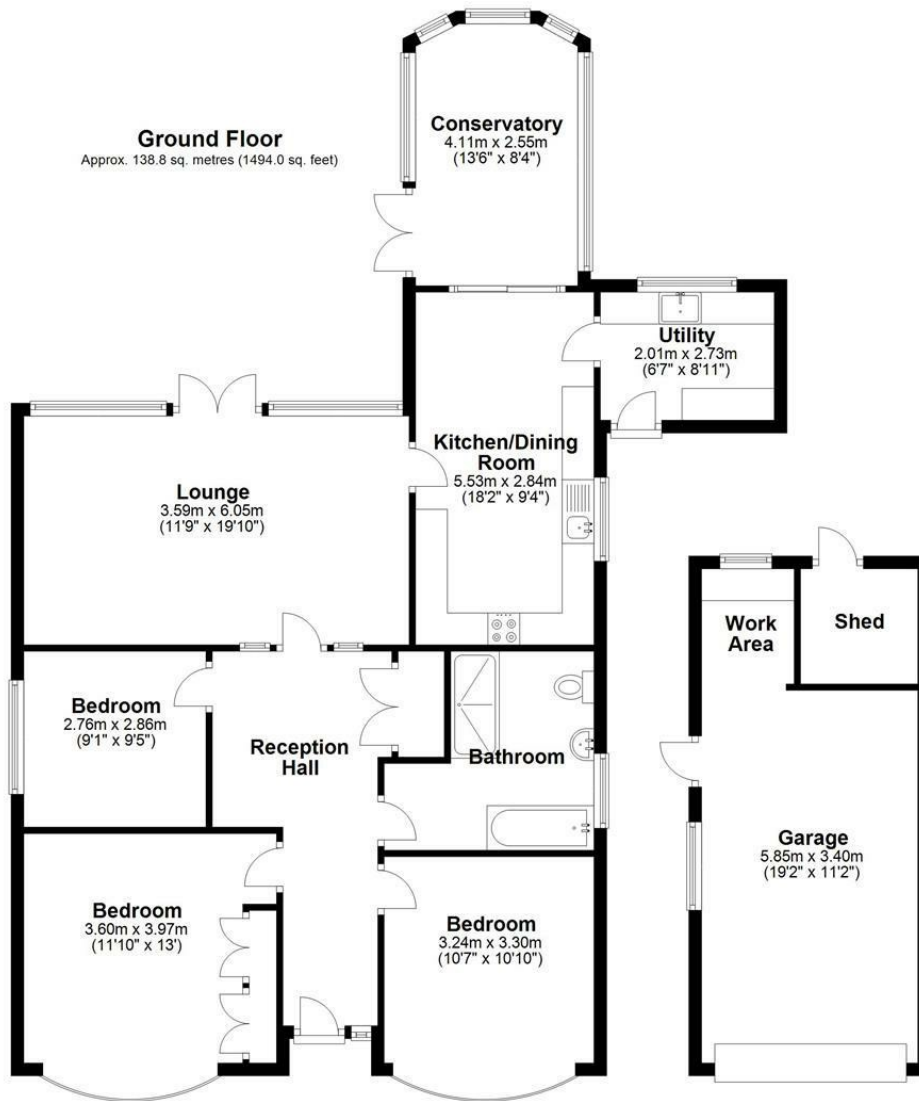 Ground Floor
Approx. 138.8 sq. metres (1494.0 sq. feet)
Conservatory
4.11m x 2.55m
(13'6" x 8'4")
Utility
2.01m x 2.73m
(6'7" x 8'11")
Kitchen/Dining
Room
5.53m x 2.84m
(18'2" x 9'4")
Lounge
3.59m x 6.05m
(11'9" x 19'10")
Work
Area
Shed
Bedroom
2.76m x 2.86m
(9'1" x 9'5")
Reception
Hall
Bathroom
Garage
5.85m x 3.40m
(19'2" x 11'2")
Bedroom
3.60m x 3.97m
(11'10" x 13')
Bedroom
3.24m x 3.30m
(10'7" x 10'10")